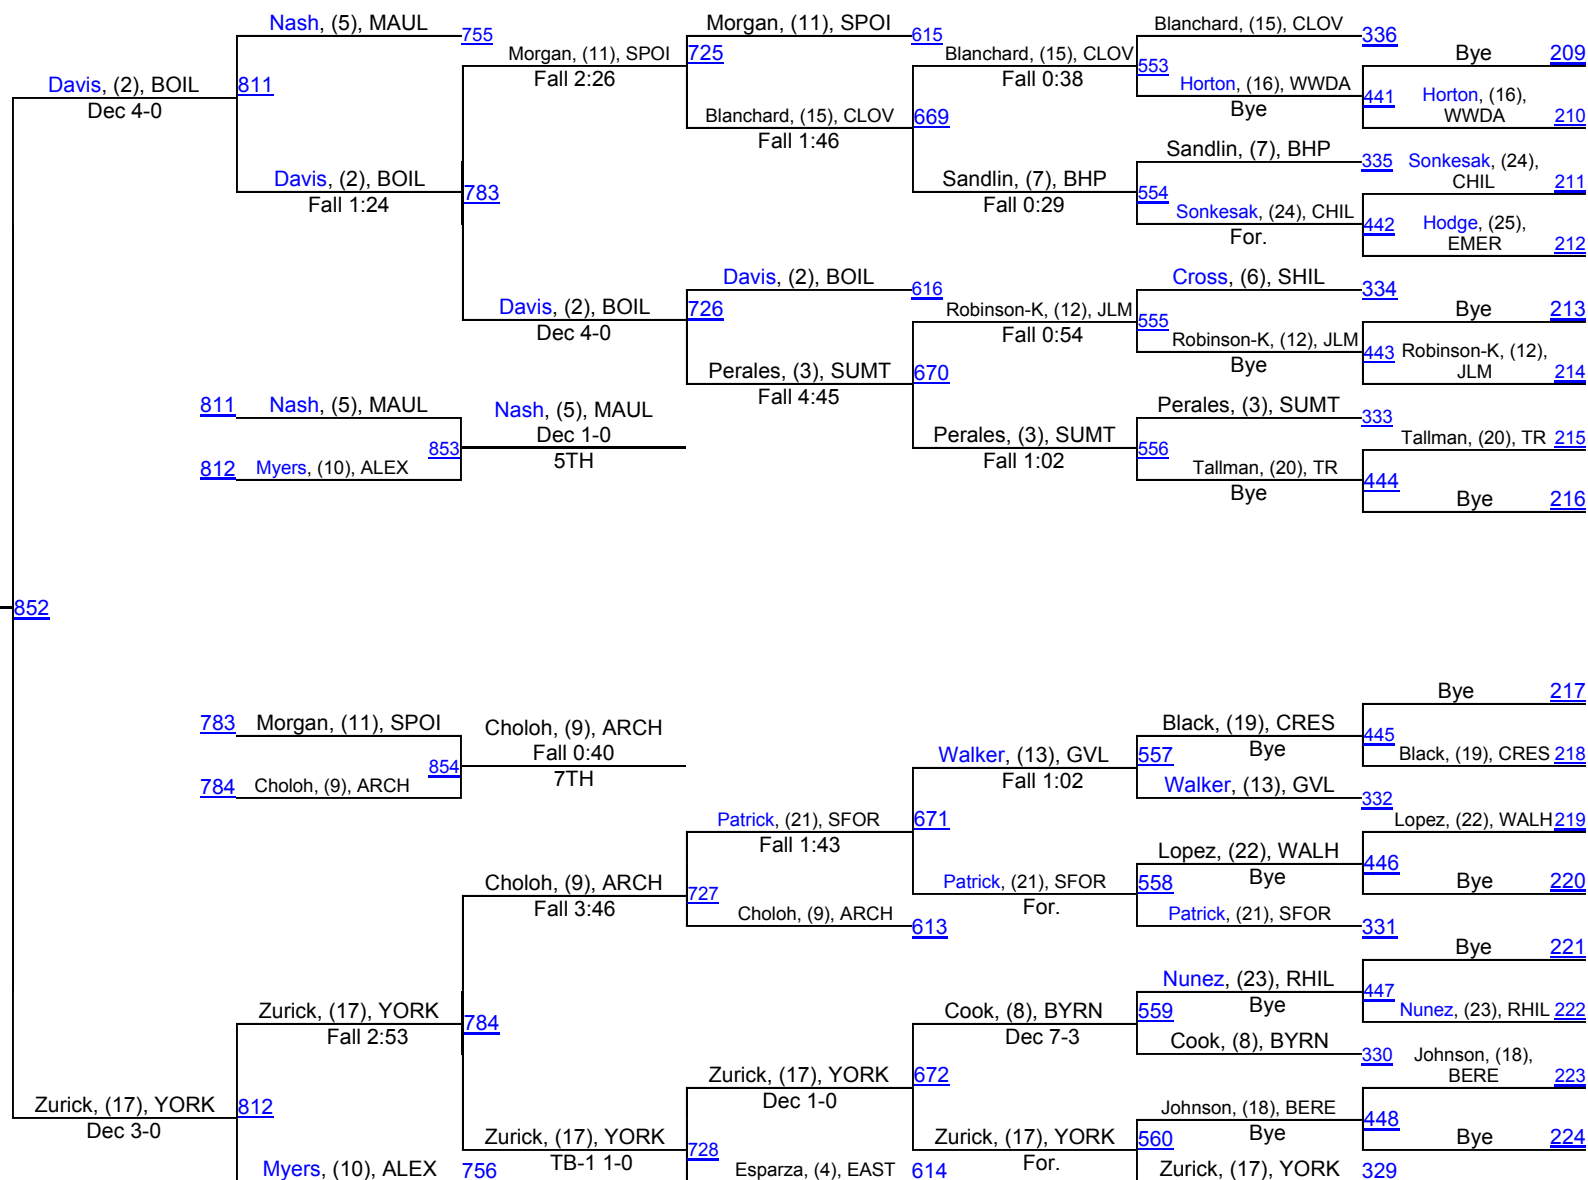 Nash, (5), MAUL
755
Davis, (2), BOIL
Dec 4-0
811
Davis, (2), BOIL
Fall 1:24
783
Morgan, (11), SPOI
Fall 2:26
725
Morgan, (11), SPOI
615
Blanchard, (15), CLOV
Fall 1:46
669
Blanchard, (15), CLOV
Fall 0:38
553
Blanchard, (15), CLOV
336
Horton, (16), WWDA
Bye
441
Bye 209
Horton, (16),
WWDA 210
Sandlin, (7), BHP
Fall 0:29
554
Sandlin, (7), BHP
335
Sonkesak, (24), CHIL
For.
442
Sonkesak, (24),
CHIL 211
Hodge, (25),
EMER 212
Davis, (2), BOIL
Dec 4-0
726
Davis, (2), BOIL
616
Perales, (3), SUMT
Fall 4:45
670
Robinson-K, (12), JLM
Fall 0:54
555
Cross, (6), SHIL
334
Robinson-K, (12), JLM
Bye
443
Bye 213
Robinson-K, (12),
JLM 214
Perales, (3), SUMT
Fall 1:02
556
Perales, (3), SUMT
333
Tallman, (20), TR
Bye
444
Tallman, (20), TR 215
Bye 216
811 Nash, (5), MAUL
812 Myers, (10), ALEX
853
Nash, (5), MAUL
Dec 1-0
5TH
852
783 Morgan, (11), SPOI
784 Choloh, (9), ARCH
854
Choloh, (9), ARCH
Fall 0:40
7TH
Bye 217
Black, (19), CRES
Bye
445
Black, (19), CRES 218
Walker, (13), GVL
Fall 1:02
557
Walker, (13), GVL
332
Patrick, (21), SFOR
Fall 1:43
671
Lopez, (22), WALH 219
Lopez, (22), WALH
Bye
446
Bye 220
Patrick, (21), SFOR
For.
558
Patrick, (21), SFOR
331
Choloh, (9), ARCH
Fall 3:46
727
Choloh, (9), ARCH
613
Bye 221
Nunez, (23), RHIL
Bye
447
Nunez, (23), RHIL 222
Cook, (8), BYRN
Dec 7-3
559
Cook, (8), BYRN
330
Zurick, (17), YORK
Fall 2:53
784
Zurick, (17), YORK
Dec 1-0
672
Johnson, (18),
BERE 223
Johnson, (18), BERE
Bye
448
Bye 224
Zurick, (17), YORK
Dec 3-0
812
Zurick, (17), YORK
TB-1 1-0
728
Zurick, (17), YORK
For.
560
Myers, (10), ALEX
756
Esparza, (4), EAST
614
Zurick, (17), YORK
329